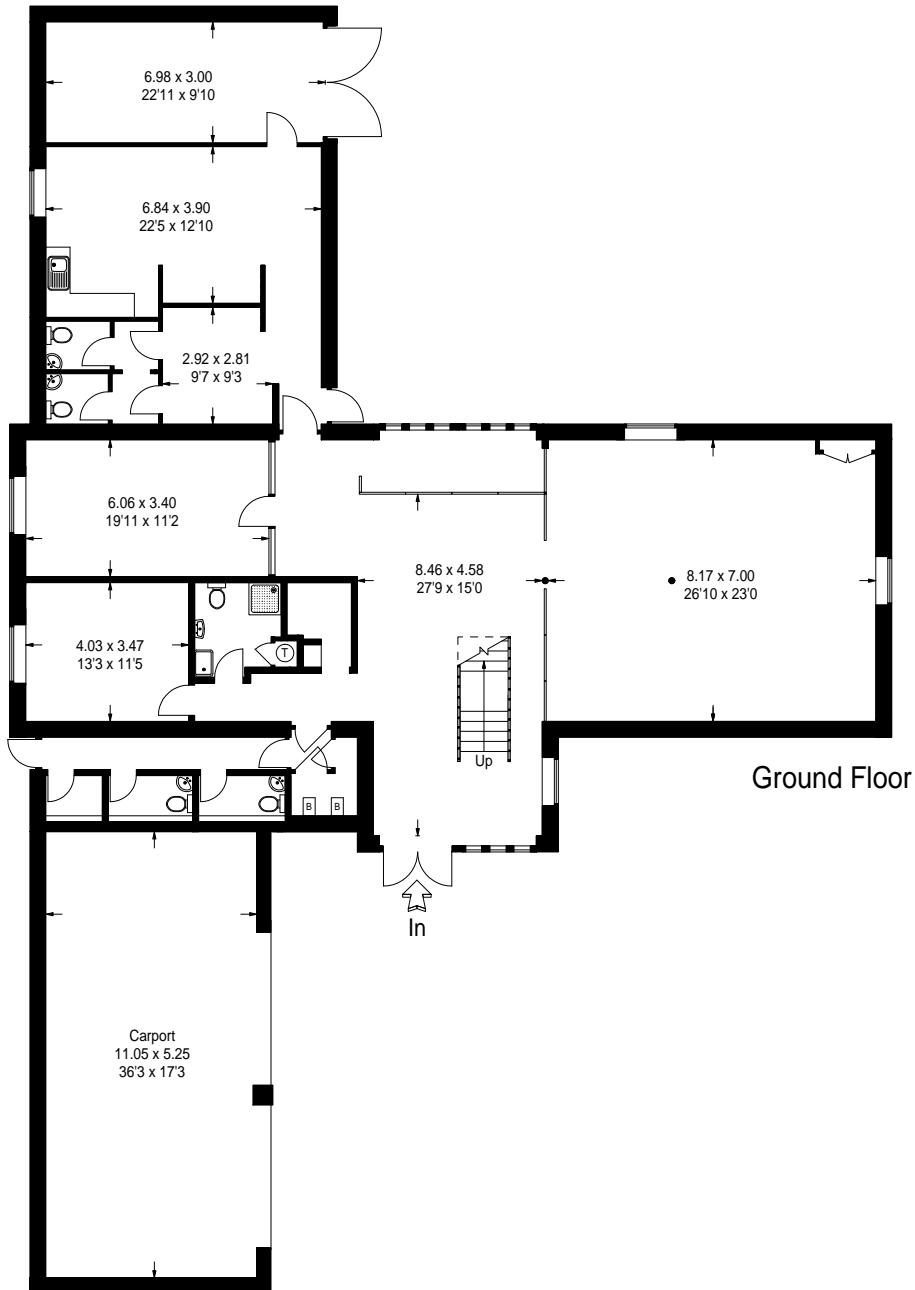 6.98 x 3.00
22'11 x 9'10
6.84 x 3.90
22'5 x 12'10
2.92 x 2.81
9'7 x 9'3
6.06 x 3.40
19'11 x 11'2
8.46 x 4.58
27'9 x 15'0
8.17 x 7.00
26'10 x 23'0
4.03 x 3.47
13'3 x 11'5
T
Up
Ground Floor
B
B
In
Carport
11.05 x 5.25
36'3 x 17'3